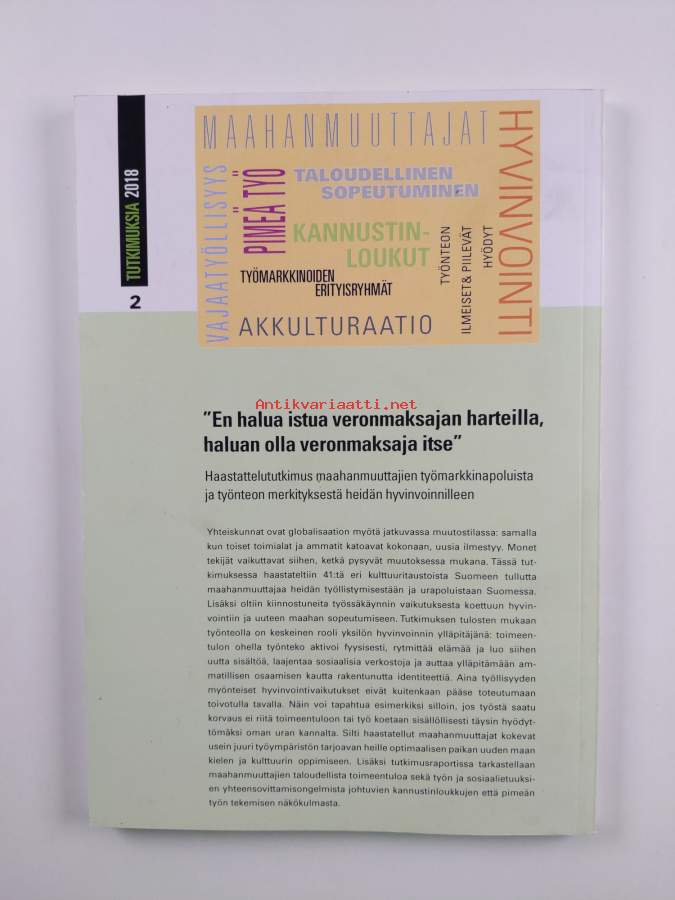 TUTKIMUKSIA 2018
2
MAAHANMUUTTAJAT
HYVINVOINTI
VAJAATYÖLLISYYS
PIMEÄ TYÖ
TALOUDELLINEN
SOPEUTUMINEN
KANNUSTIN-
LOUKUT
TYÖNTEON
ILMEISET & PIILEVÄT
HYÖDYT
TYÖMARKKINOIDEN
ERITYISRYHMÄT
AKKULTURAATIO
Antikvariaatti.net
”En halua istua veronmaksajan harteilla,
haluan olla veronmaksaja itse”
Haastattelututkimus maahanmuuttajien työmarkkinapoluista
ja työnteon merkityksestä heidän hyvinvoinnilleen
Yhteiskunnat ovat globalisaation myötä jatkuvassa muutostilassa: samalla
kun toiset toimialat ja ammatit katoavat kokonaan, uusia ilmestyy. Monet
tekijät vaikuttavat siihen, ketkä pysyvät muutoksessa mukana. Tässä tut-
kimuksessa haastateltiin 41:tä eri kulttuuritaustoista Suomeen tullutta
maahanmuuttajaa heidän työllistymisestään ja urapoluistaan Suomessa.
Lisäksi oltiin kiinnostuneita työssäkäynnin vaikutuksesta koettuun hyvin-
vointiin ja uuteen maahan sopeutumiseen. Tutkimuksen tulosten mukaan
työnteolla on keskeinen rooli yksilön hyvinvoinnin ylläpitäjänä: toimeen-
tulon ohella työnteko aktivoi fyysisesti, rytmittää elämää ja luo siihen
uutta sisältöä, laajentaa sosiaalisia verkostoja ja auttaa ylläpitämään am-
matillisen osaamisen kautta rakentunutta identiteettiä. Aina työllisyyden
myönteiset hyvinvointivaikutukset eivät kuitenkaan pääse toteutumaan
toivotulla tavalla. Näin voi tapahtua esimerkiksi silloin, jos työstä saatu
korvaus ei riitä toimeentuloon tai työ koetaan sisällöllisesti täysin hyödyt-
tömäksi oman uran kannalta. Silti haastatellut maahanmuuttajat kokevat
usein juuri työympäristön tarjoavan heille optimaalisen paikan uuden maan
kielen ja kulttuurin oppimiseen. Lisäksi tutkimusraportissa tarkastellaan
maahanmuuttajien taloudellista toimeentuloa sekä työn ja sosiaalietuuksi-
en yhteensovittamisongelmista johtuvien kannustinloukkujen että pimeän
työn tekemisen näkökulmasta.